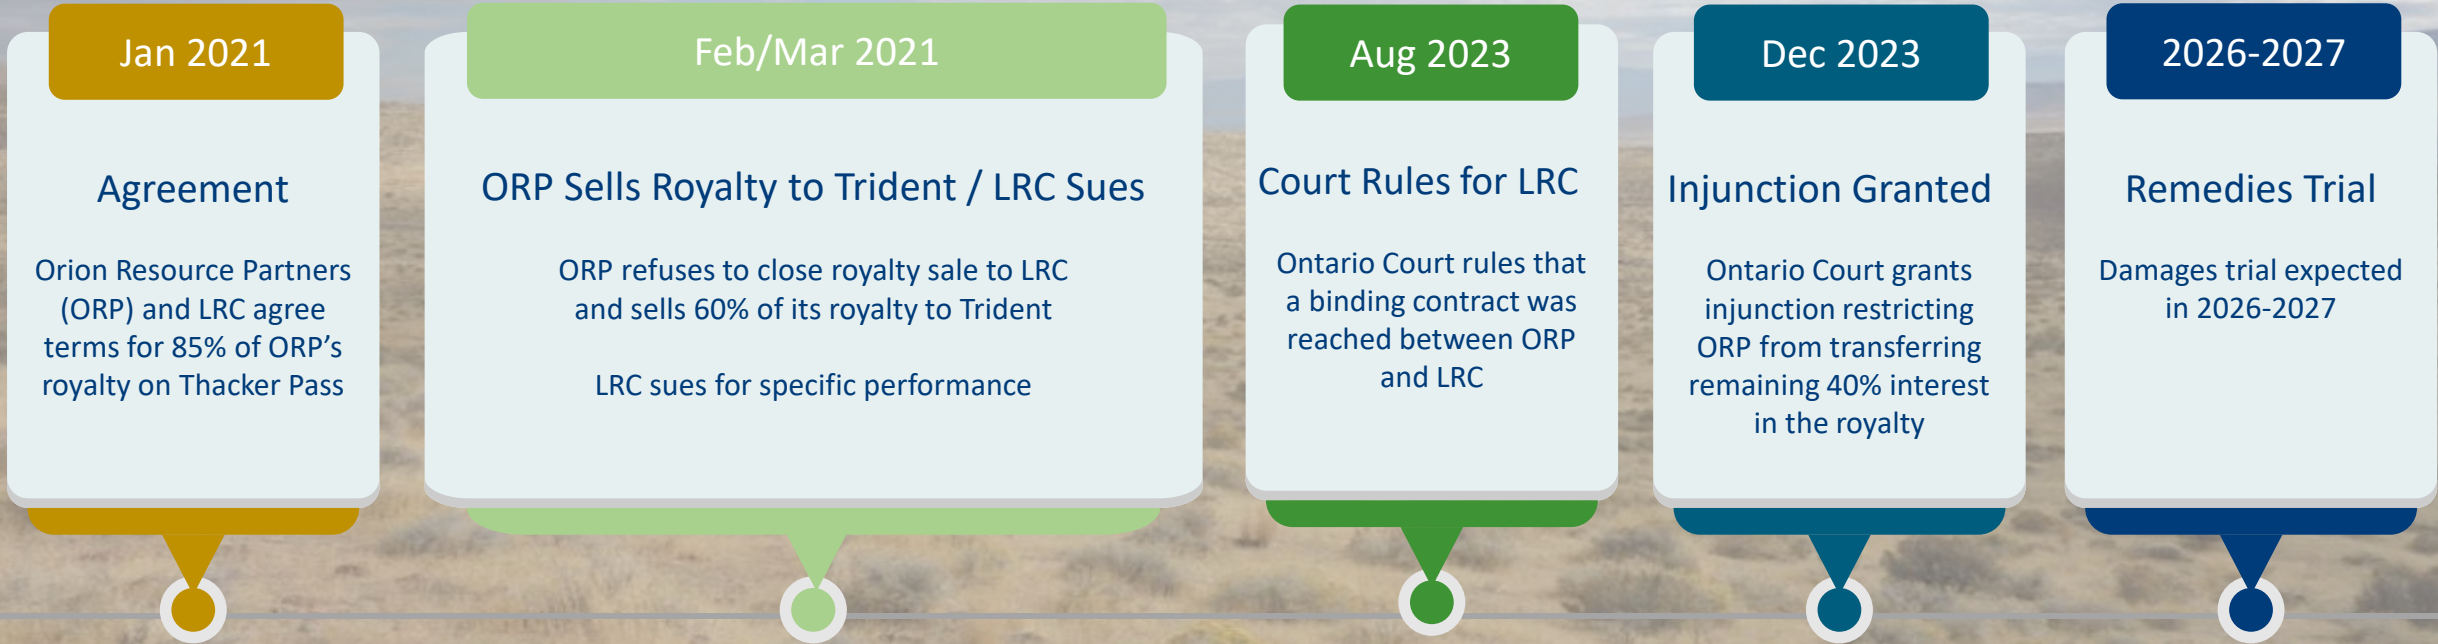 Jan 2021
Agreement
Orion Resource Partners
(ORP) and LRC agree
terms for 85% of ORP’s
royalty on Thacker Pass
Feb/Mar 2021
ORP Sells Royalty to Trident / LRC Sues
ORP refuses to close royalty sale to LRC
and sells 60% of its royalty to Trident
LRC sues for specific performance
Aug 2023
Court Rules for LRC
Ontario Court rules that
a binding contract was
reached between ORP
and LRC
Dec 2023
Injunction Granted
Ontario Court grants
injunction restricting
ORP from transferring
remaining 40% interest
in the royalty
2026-2027
Remedies Trial
Damages trial expected
in 2026-2027